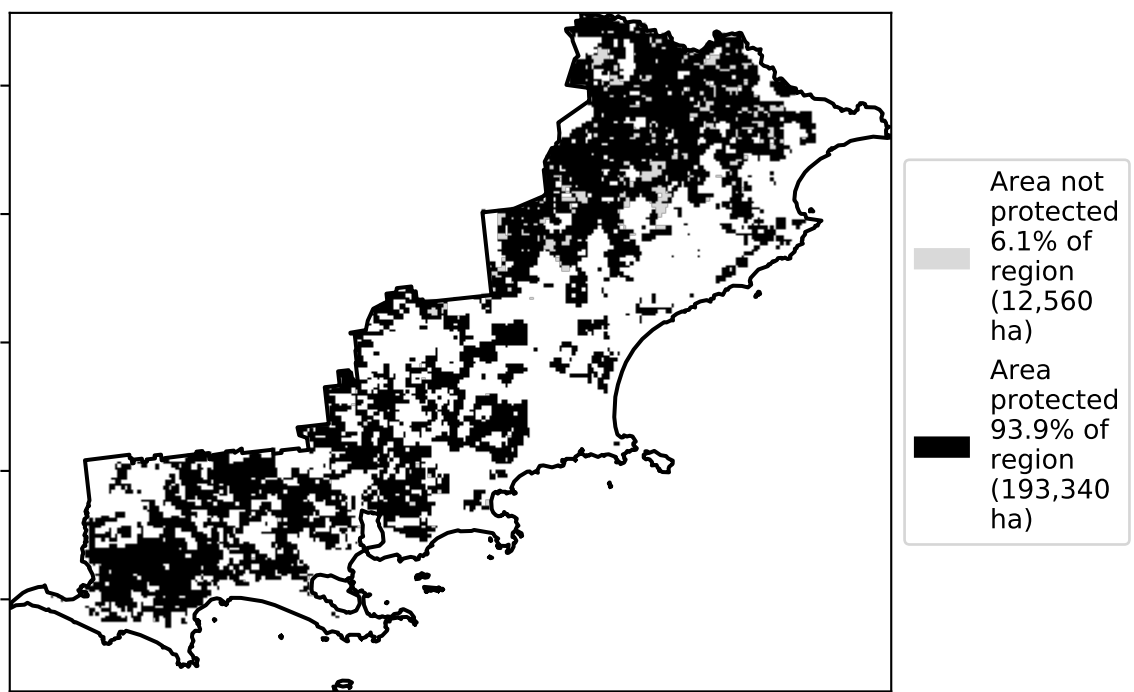 Area not
protected
6.1% of
region
(12,560
ha)
Area
protected
93.9% of
region
(193,340
ha)